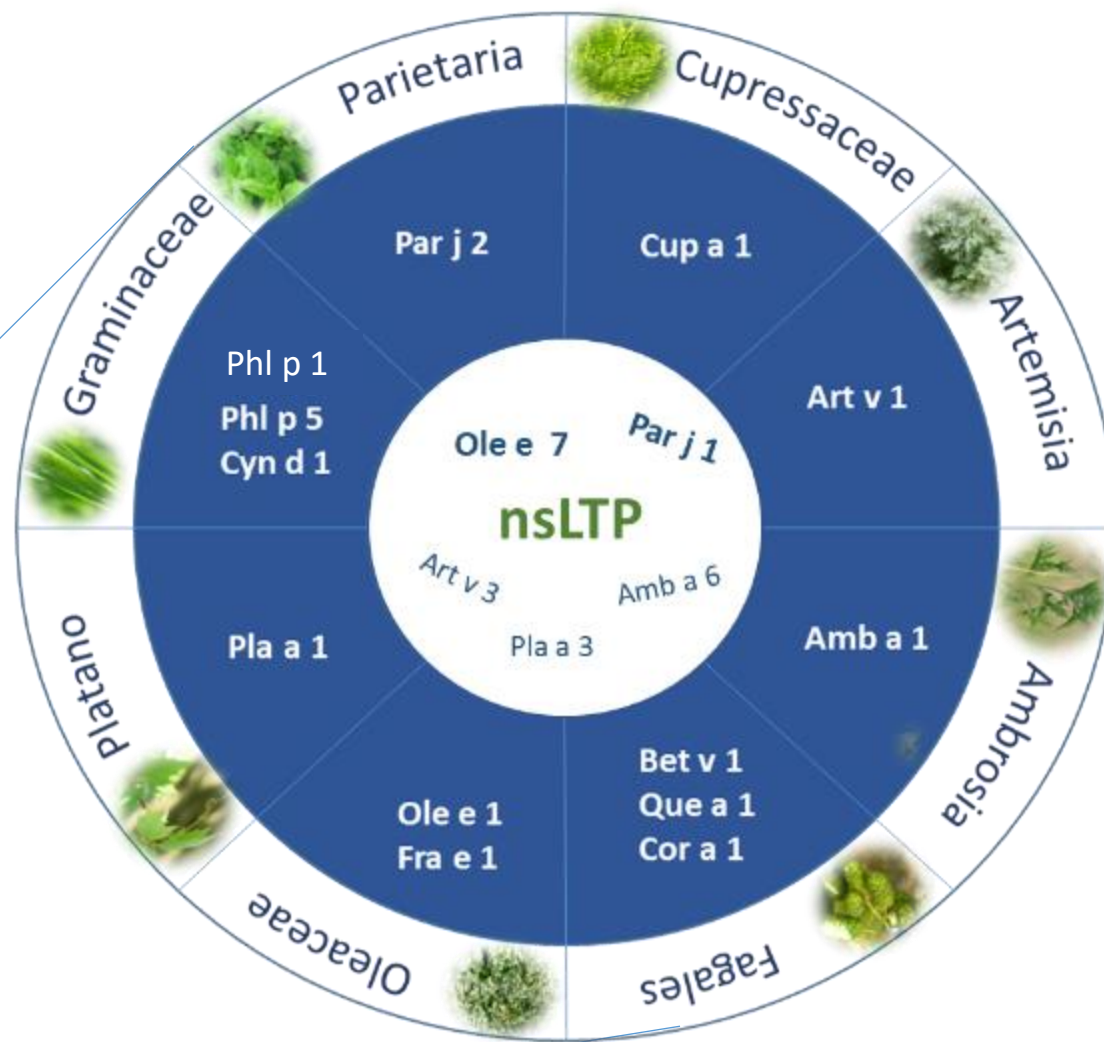 Parietaria
Cupressaceae
Graminaceae
Artemisia
Par j 2
Cup a 1
Phl p 1
Phl p 5
Cyn d 1
Art v 1
Ole e 7
Par j 1
nsLTP
Art v 3
Amb a 6
Pla a 3
Pla a 1
Amb a 1
Platano
Ambrosia
Ole e 1
Fra e 1
Bet v 1
Que a 1
Cor a 1
Oleaceae
Fagales